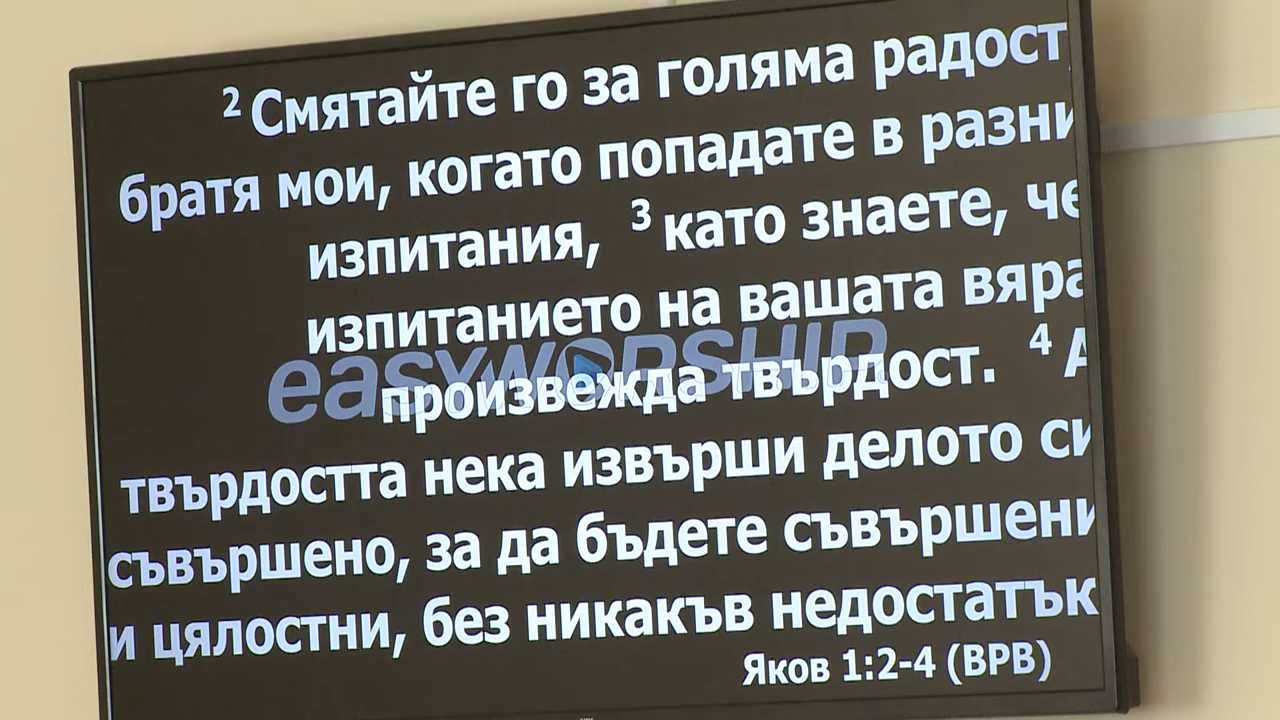 2 Смятайте го за голяма радост,
братя мои, когато попадате в разни
изпитания, 3 като знаете, че
изпитанието на вашата вяра
easyworship
произвежда твърдост. 4 А
твърдостта нека извърши делото си
съвършено, за да бъдете съвършени
и цялостни, без никакъв недостатък
Яков 1:2-4 (ВРВ)